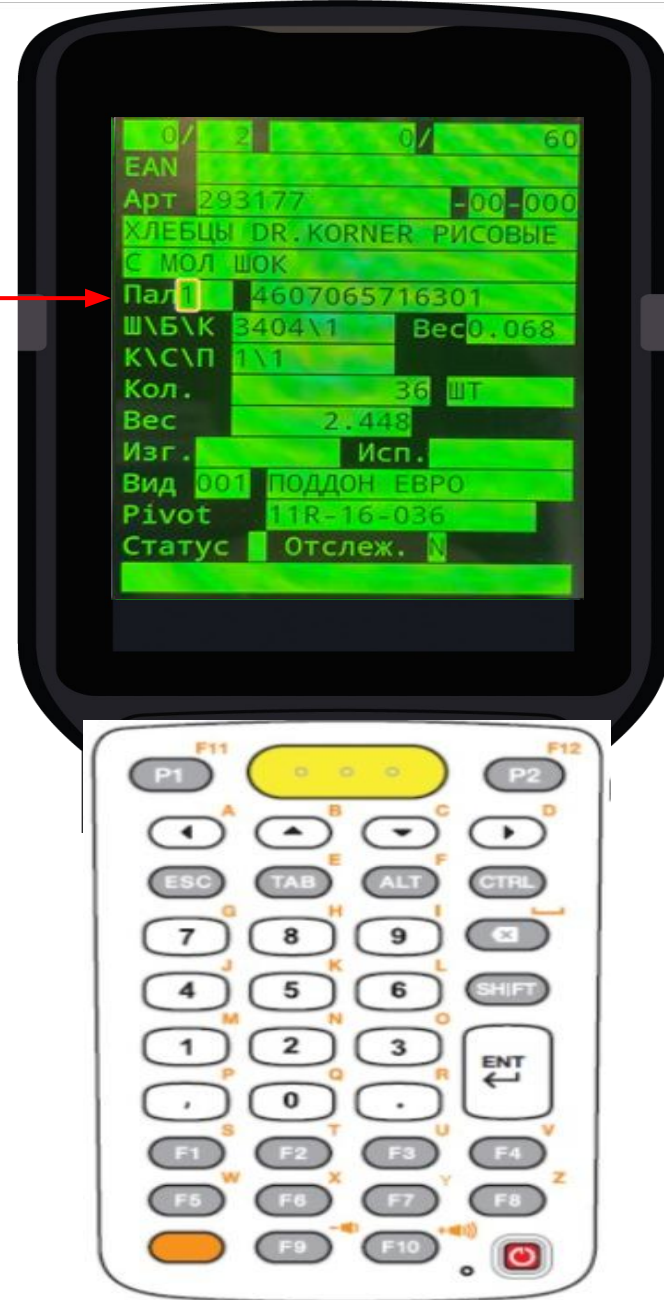 0/ 2 0/ 60
EAN
Арт 293177 -00-000
ХЛЕБЦЫ DR.KORNER РИСОВЫЕ
С МОЛ ШОК
Пал 1 4607065716301
Ш\Б\К 3404\1 Вес 0.068
К\С\П 1\1
Кол. 36 ШТ
Вес 2.448
Изг. Исп.
Вид 001 ПОДДОН ЕВРО
Pivot 11R-16-036
Статус Отслеж. N
F11 F12
P1 P2
A B C D
E F
ESC TAB ALT CTRL
G H I
7 8 9
J K L
4 5 6 SHIFT
M N O
1 2 3 ENT
P Q R
, 0 .
S T U V
F1 F2 F3 F4
W X Y Z
F5 F6 F7 F8
F9 F10